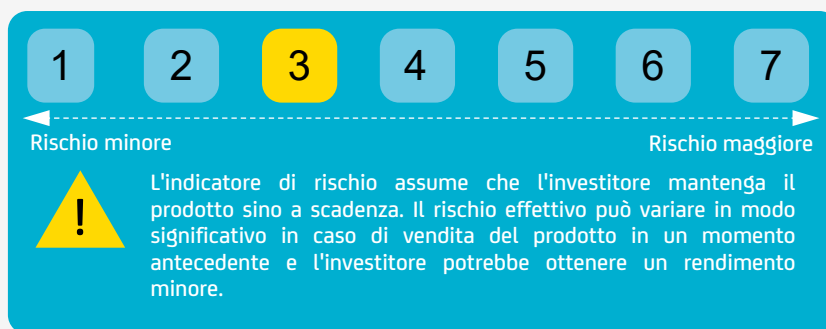 1 2 3 4 5 6 7
Rischio minore Rischio maggiore
!
L'indicatore di rischio assume che l'investitore mantenga il
prodotto sino a scadenza. Il rischio effettivo può variare in modo
significativo in caso di vendita del prodotto in un momento
antecedente e l'investitore potrebbe ottenere un rendimento
minore.